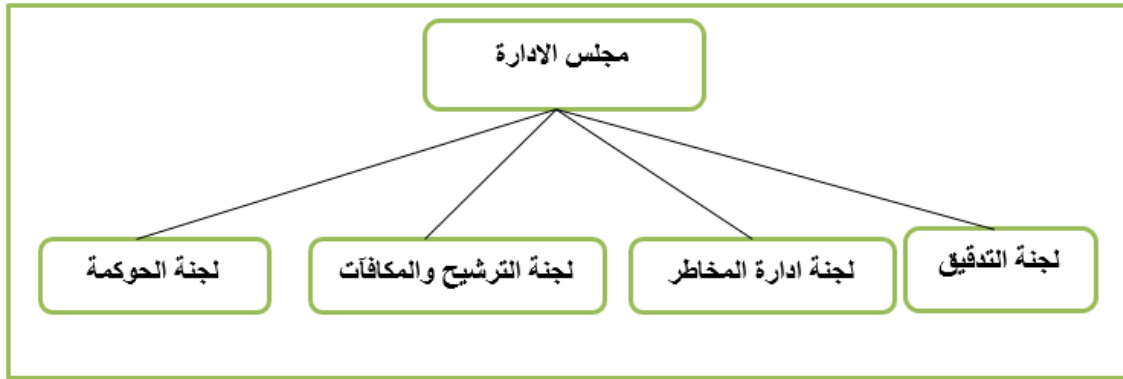 مجلس الادارة
لجنة التدقيق
لجنة ادارة المخاطر
لجنة الترشيح والمكافآت
لجنة الحوكمة